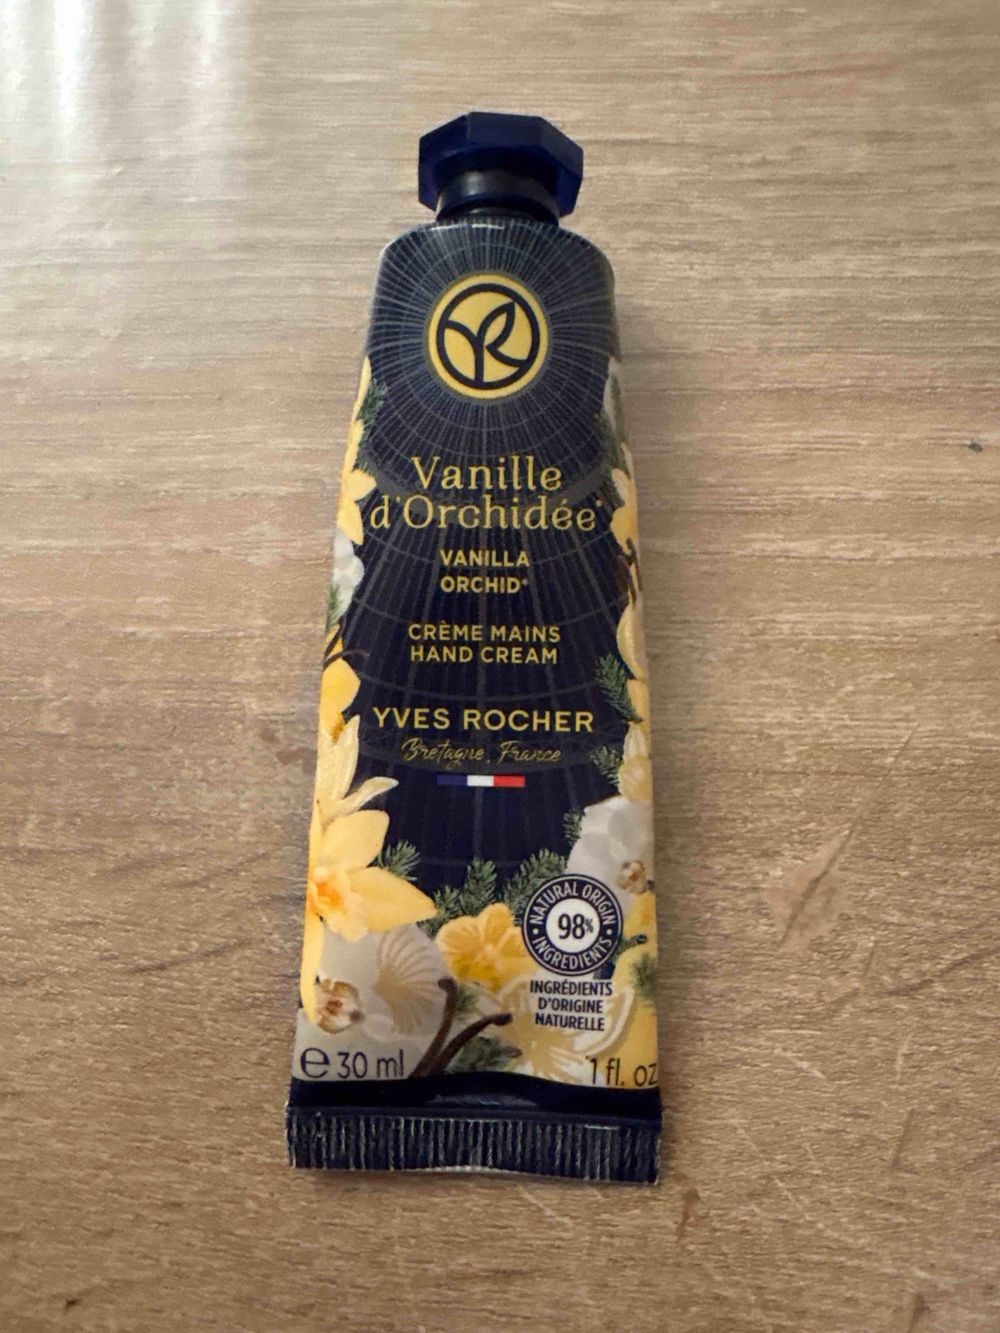 YR
Vanille
d'Orchidée*
VANILLA
ORCHID*
CRÈME MAINS
HAND CREAM
YVES ROCHER
Bretagne, France
NATURAL ORIGIN
98%
INGREDIENTS
INGRÉDIENTS
D'ORIGINE
NATURELLE
e 30 ml 1 fl. oz